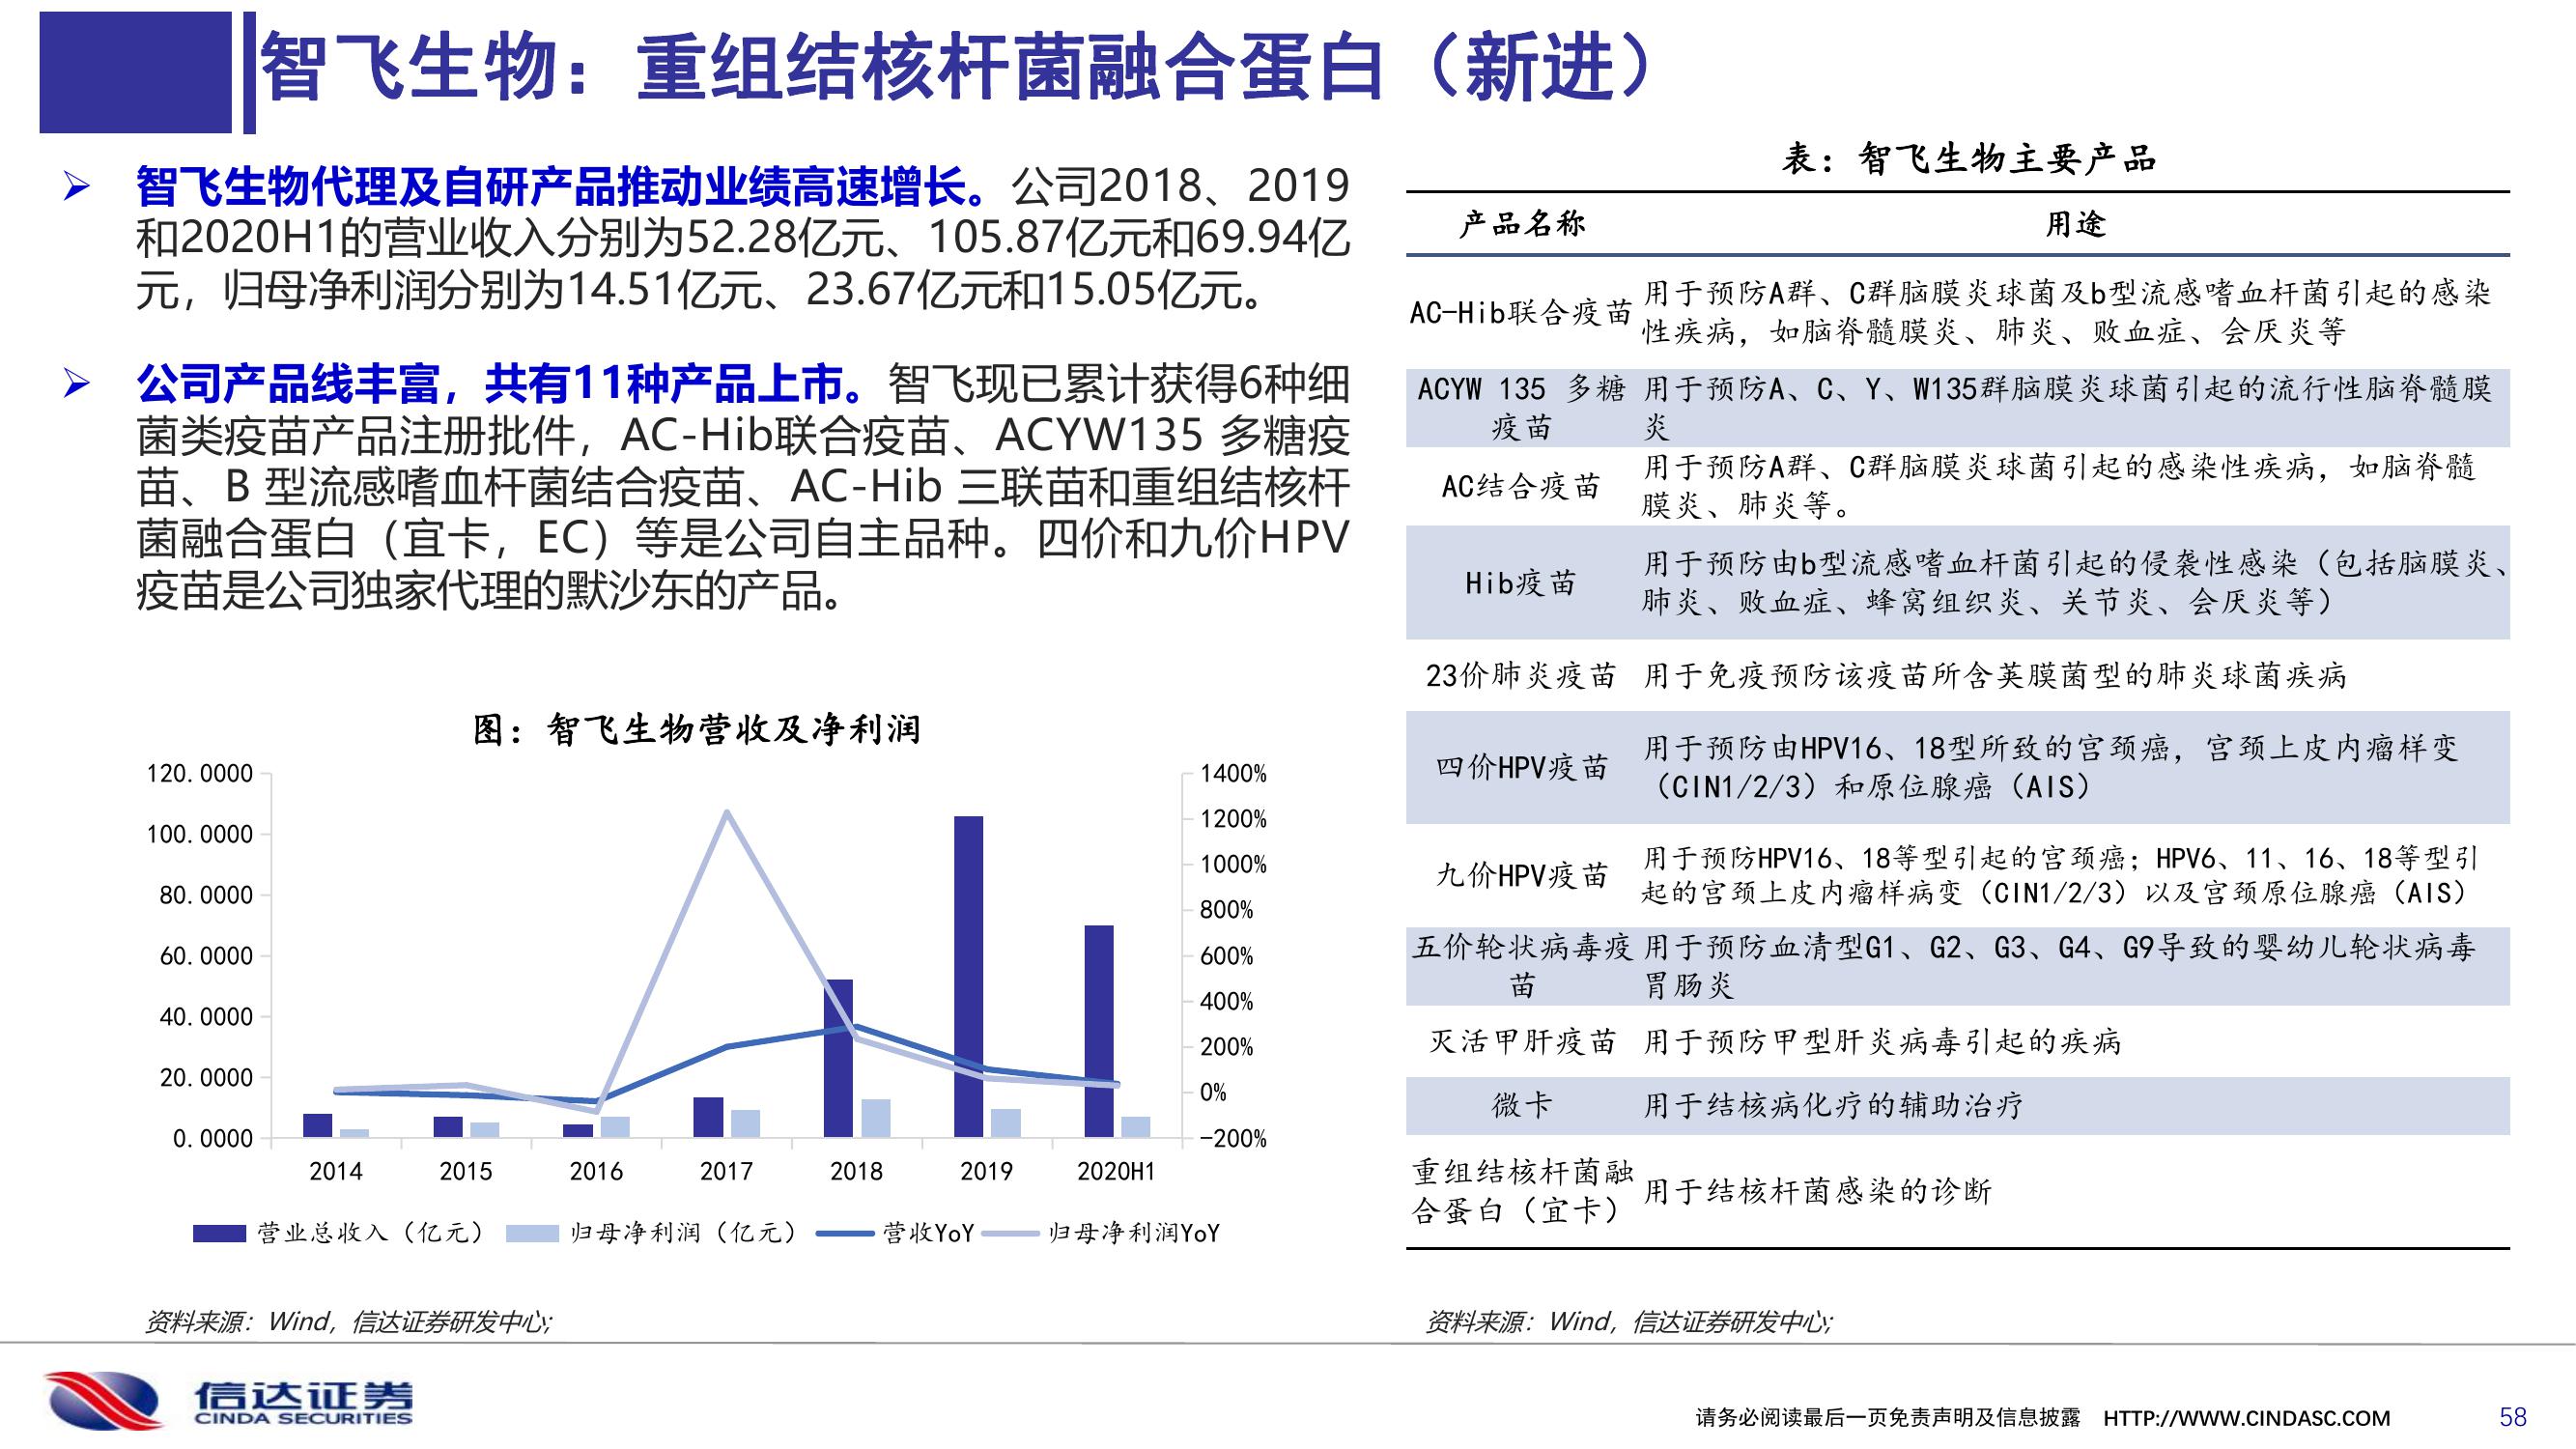 智飞生物：重组结核杆菌融合蛋白（新进）
➢ 智飞生物代理及自研产品推动业绩高速增长。公司2018、2019
和2020H1的营业收入分别为52.28亿元、105.87亿元和69.94亿
元，归母净利润分别为14.51亿元、23.67亿元和15.05亿元。
➢ 公司产品线丰富，共有11种产品上市。智飞现已累计获得6种细
菌类疫苗产品注册批件，AC-Hib联合疫苗、ACYW135 多糖疫
苗、B 型流感嗜血杆菌结合疫苗、AC-Hib 三联苗和重组结核杆
菌融合蛋白（宜卡，EC）等是公司自主品种。四价和九价HPV
疫苗是公司独家代理的默沙东的产品。
图：智飞生物营收及净利润
120.0000
100.0000
80.0000
60.0000
40.0000
20.0000
0.0000
1400%
1200%
1000%
800%
600%
400%
200%
0%
-200%
2014 2015 2016 2017 2018 2019 2020H1
营业总收入（亿元） 归母净利润（亿元） 营收YoY 归母净利润YoY
资料来源：Wind，信达证券研发中心;
表：智飞生物主要产品
产品名称 用途
AC-Hib联合疫苗
用于预防A群、C群脑膜炎球菌及b型流感嗜血杆菌引起的感染
性疾病，如脑脊髓膜炎、肺炎、败血症、会厌炎等
ACYW 135 多糖
疫苗
用于预防A、C、Y、W135群脑膜炎球菌引起的流行性脑脊髓膜
炎
AC结合疫苗
用于预防A群、C群脑膜炎球菌引起的感染性疾病，如脑脊髓
膜炎、肺炎等。
Hib疫苗
用于预防由b型流感嗜血杆菌引起的侵袭性感染（包括脑膜炎、
肺炎、败血症、蜂窝组织炎、关节炎、会厌炎等）
23价肺炎疫苗 用于免疫预防该疫苗所含荚膜菌型的肺炎球菌疾病
四价HPV疫苗
用于预防由HPV16、18型所致的宫颈癌，宫颈上皮内瘤样变
（CIN1/2/3）和原位腺癌（AIS）
九价HPV疫苗
用于预防HPV16、18等型引起的宫颈癌；HPV6、11、16、18等型引
起的宫颈上皮内瘤样病变（CIN1/2/3）以及宫颈原位腺癌（AIS）
五价轮状病毒疫
苗
用于预防血清型G1、G2、G3、G4、G9导致的婴幼儿轮状病毒
胃肠炎
灭活甲肝疫苗 用于预防甲型肝炎病毒引起的疾病
微卡 用于结核病化疗的辅助治疗
重组结核杆菌融
合蛋白（宜卡）
用于结核杆菌感染的诊断
资料来源：Wind，信达证券研发中心;
信达证券
CINDA SECURITIES
请务必阅读最后一页免责声明及信息披露 HTTP://WWW.CINDASC.COM 58